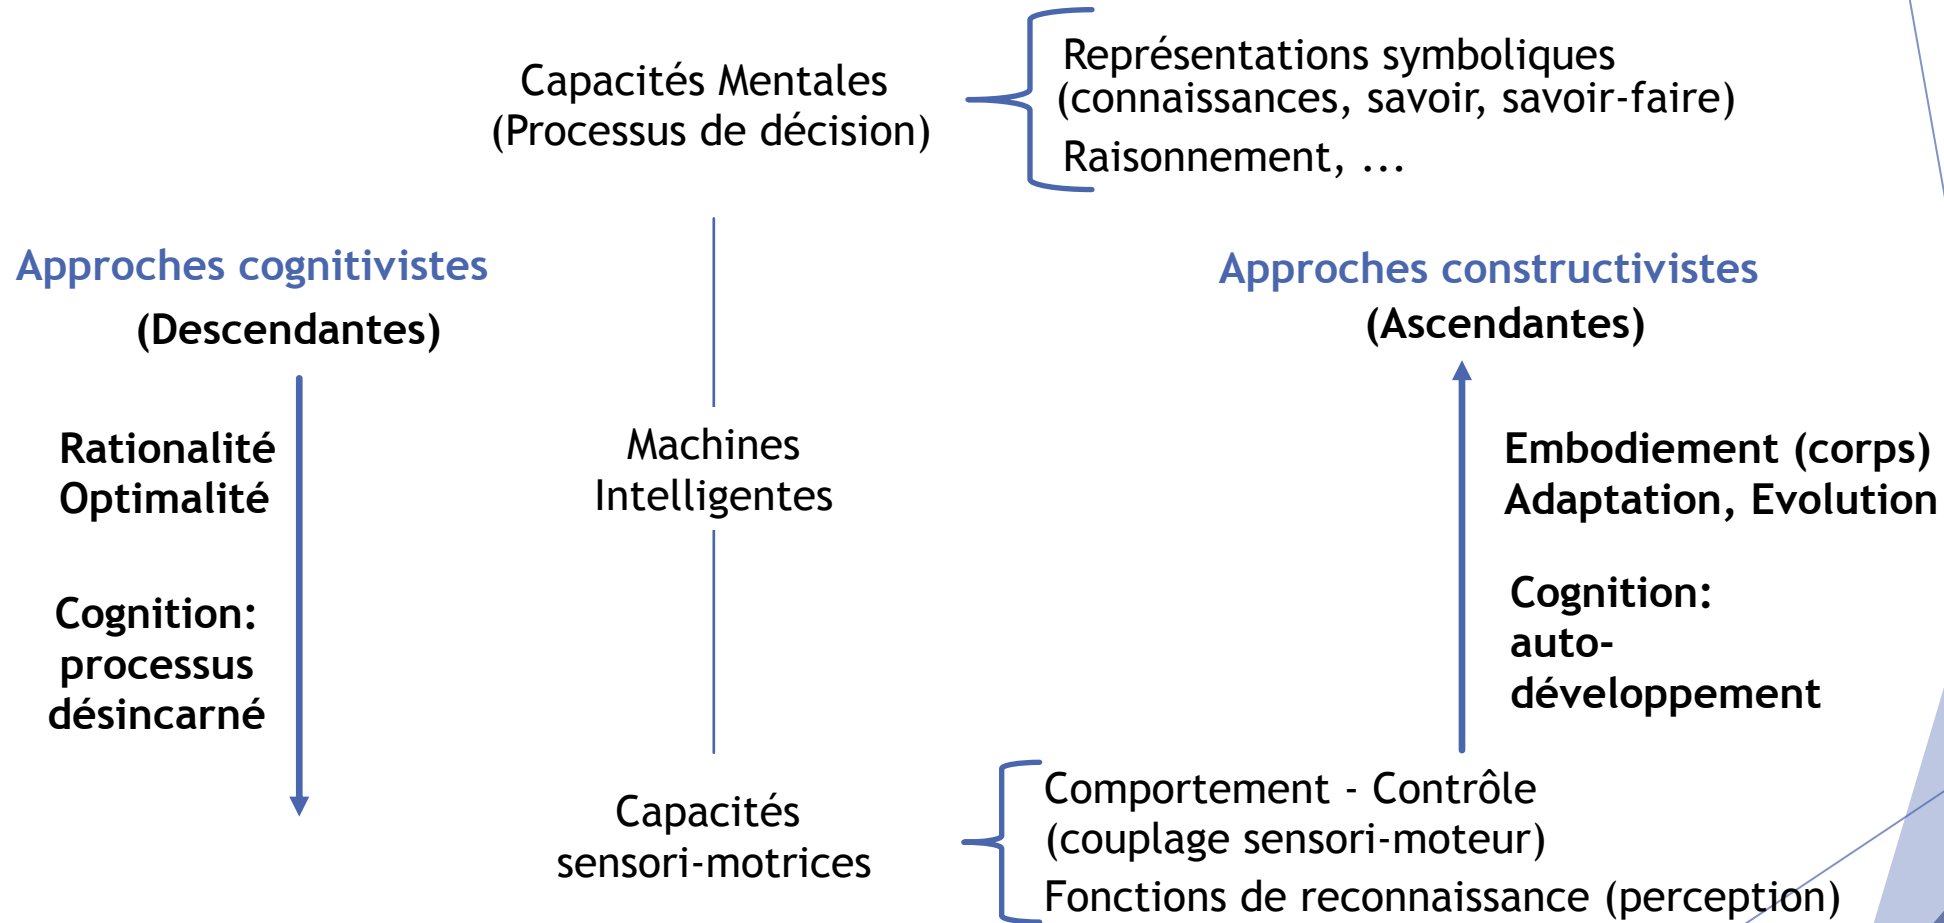 Capacités Mentales
(Processus de décision)
Représentations symboliques
(connaissances, savoir, savoir-faire)
Raisonnement, ...
Approches cognitivistes
(Descendantes)
Approches constructivistes
(Ascendantes)
Rationalité
Optimalité
Machines
Intelligentes
Embodiement (corps)
Adaptation, Evolution
Cognition:
processus
désincarné
Cognition:
auto-
développement
Capacités
sensori-motrices
Comportement - Contrôle
(couplage sensori-moteur)
Fonctions de reconnaissance (perception)